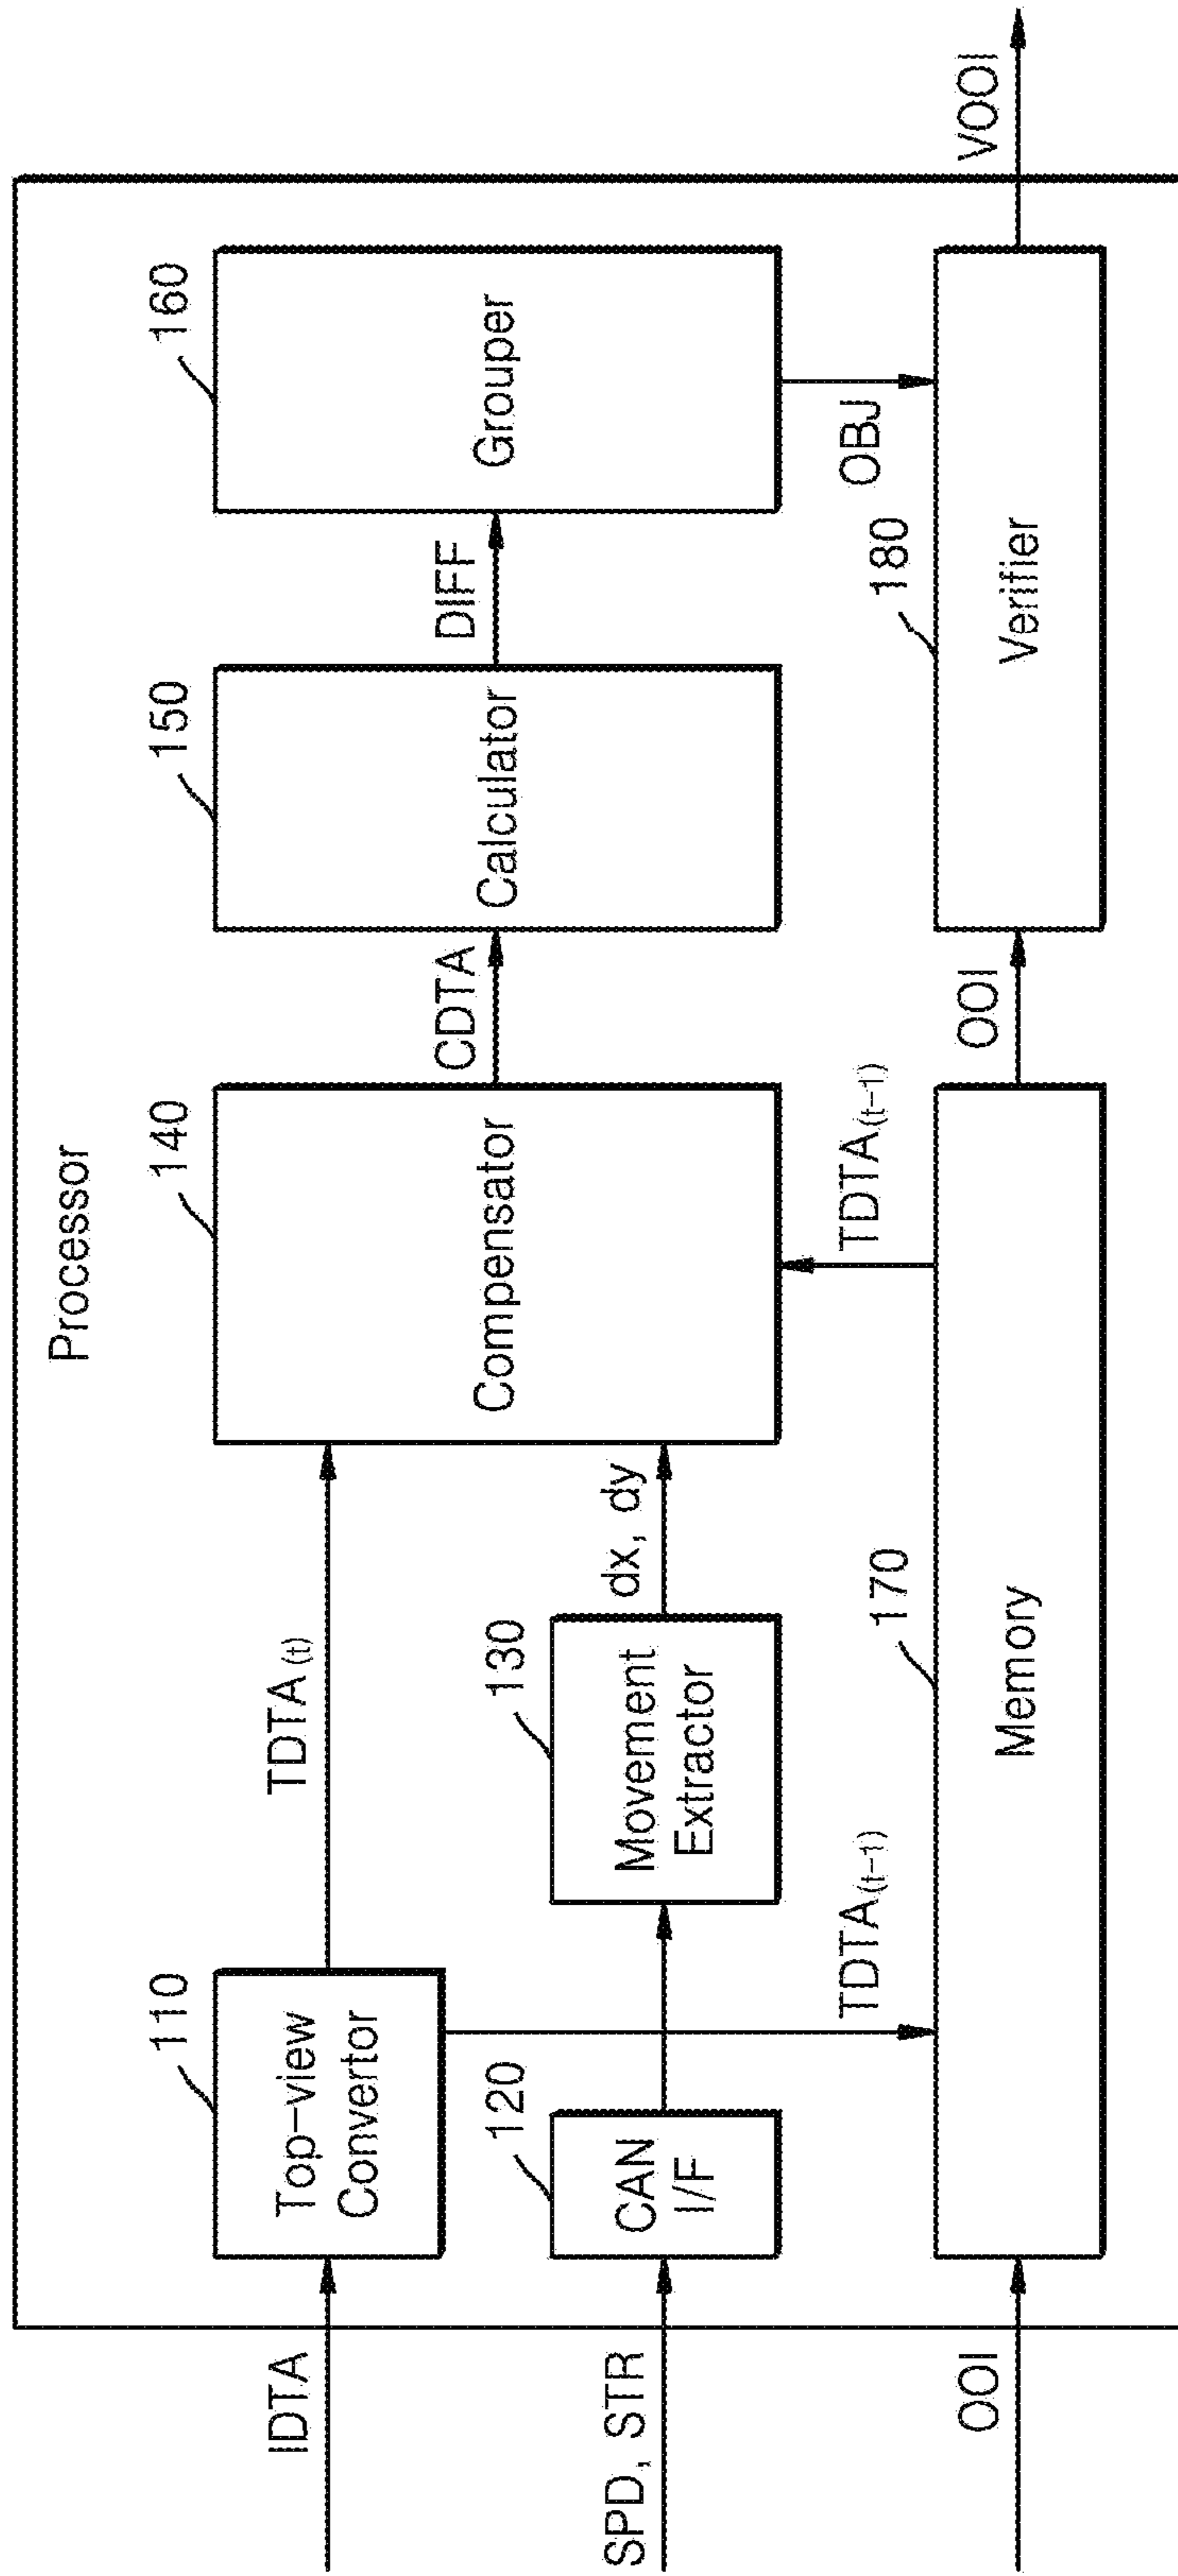 Processor
IDTA
110
Top-view
Convertor
TDTA(t)
SPD, STR
120
CAN
I/F
130
Movement
Extractor
dx, dy
140
Compensator
CDTA
150
Calculator
DIFF
160
Grouper
TDTA(t-1)
TDTA(t-1)
OBJ
OOI
170
Memory
OOI
180
Verifier
VOOI